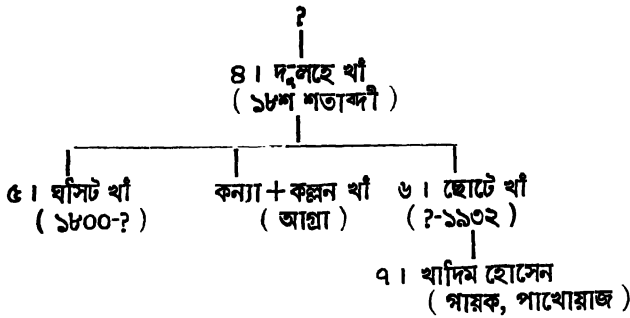 ?
৪। দুলহে খাঁ
( ১৮শ শতাব্দী )
৫। ঘসিট খাঁ কন্যা + কল্লন খাঁ ৬। ছোটে খাঁ
( ১৮০০-? ) ( আগ্রা ) ( ?-১৯৩২ )
৭। খাদিম হোসেন
( গায়ক, পাখোয়াজ )